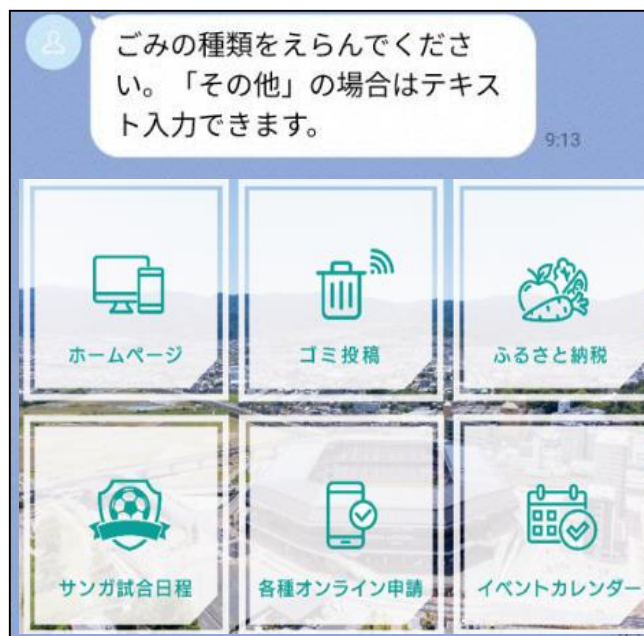 ごみの種類をえらんでくださ
い。「その他」の場合はテキス
ト入力できます。
9:13
ホームページ
ゴミ投稿
ふるさと納税
サンガ試合日程
各種オンライン申請
イベントカレンダー